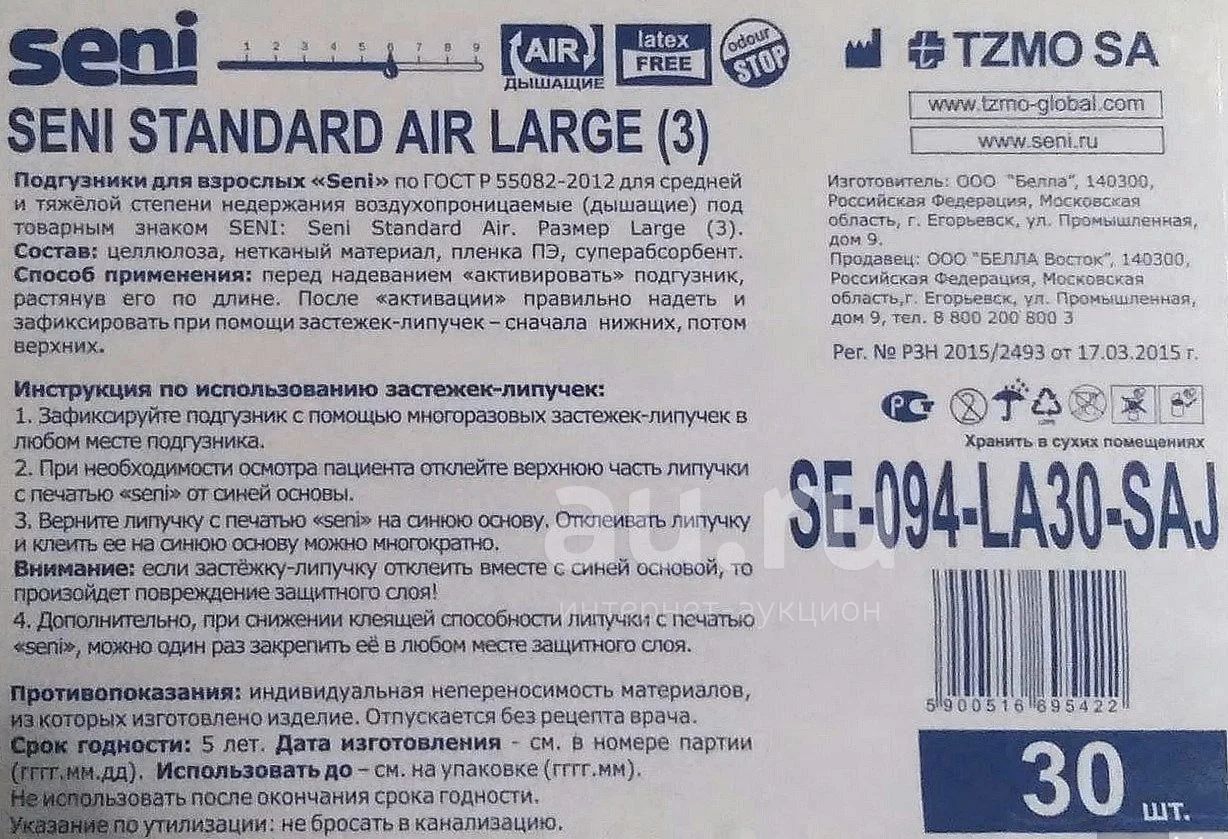 seni
1 2 3 4 5 6 7 8 9
AIR
ДЫШАЩИЕ
latex
FREE
odour
STOP
TZMO SA
www.tzmo-global.com
www.seni.ru
SENI STANDARD AIR LARGE (3)
Подгузники для взрослых «Seni» по ГОСТ Р 55082-2012 для средней
и тяжёлой степени недержания воздухопроницаемые (дышащие) под
товарным знаком SENI: Seni Standard Air. Размер Large (3).
Состав: целлюлоза, нетканый материал, пленка ПЭ, суперабсорбент.
Способ применения: перед надеванием «активировать» подгузник,
растянув его по длине. После «активации» правильно надеть и
зафиксировать при помощи застежек-липучек – сначала нижних, потом
верхних.
Инструкция по использованию застежек-липучек:
1. Зафиксируйте подгузник с помощью многоразовых застежек-липучек в
любом месте подгузника.
2. При необходимости осмотра пациента отклейте верхнюю часть липучки
с печатью «seni» от синей основы.
3. Верните липучку с печатью «seni» на синюю основу. Отклеивать липучку
и клеить ее на синюю основу можно многократно.
Внимание: если застёжку-липучку отклеить вместе с синей основой, то
произойдет повреждение защитного слоя!
4. Дополнительно, при снижении клеящей способности липучки с печатью
«seni», можно один раз закрепить её в любом месте защитного слоя.
Противопоказания: индивидуальная непереносимость материалов,
из которых изготовлено изделие. Отпускается без рецепта врача.
Срок годности: 5 лет. Дата изготовления - см. в номере партии
(гггг.мм.дд). Использовать до – см. на упаковке (гггг.мм).
Не использовать после окончания срока годности.
Указание по утилизации: не бросать в канализацию.
Изготовитель: ООО "Белла", 140300,
Российская Федерация, Московская
область, г. Егорьевск, ул. Промышленная,
дом 9.
Продавец: ООО "БЕЛЛА Восток", 140300,
Российская Федерация, Московская
область,г. Егорьевск, ул. Промышленная,
дом 9, тел. 8 800 200 800 3
Рег. № РЗН 2015/2493 от 17.03.2015 г.
Хранить в сухих помещениях
SE-094-LA30-SAJ
5 900516 695422
30 шт.
au.ru
интернет-аукцион